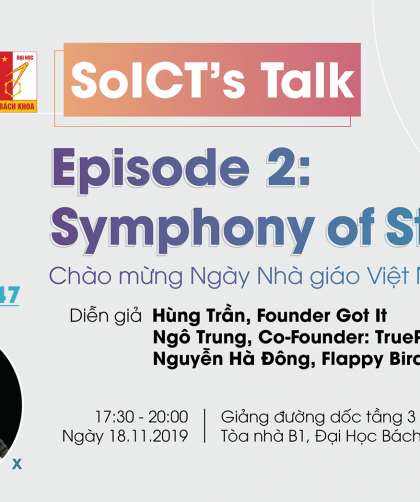 ĐẠI HỌC
BÁCH KHOA
SoICT's Talk
Episode 2:
Symphony of St
Chào mừng Ngày Nhà giáo Việt N
47
Diễn giả Hùng Trần, Founder Got It
Ngô Trung, Co-Founder: TrueP
Nguyễn Hà Đông, Flappy Bird
17:30 - 20:00
Ngày 18.11.2019
Giảng đường dốc tầng 3
Tòa nhà B1, Đại Học Bách
X